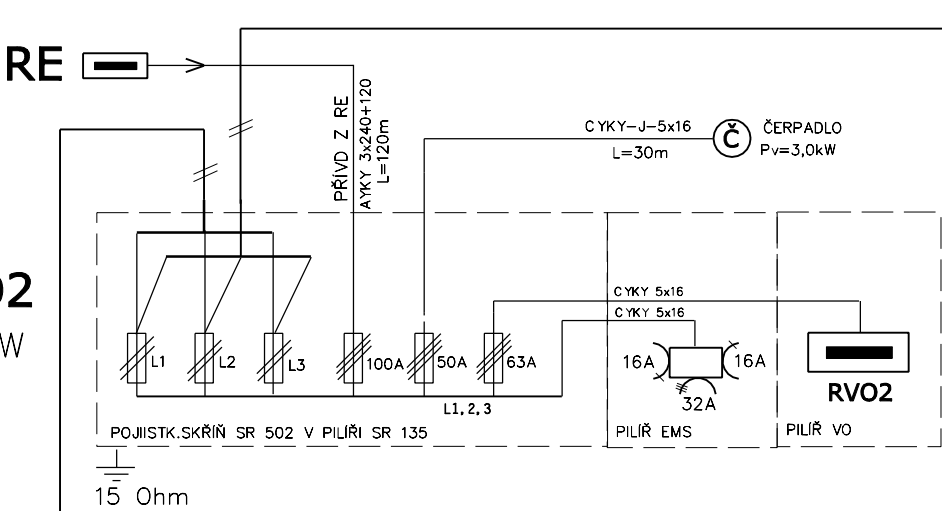 RE
PŘÍVD Z RE
AYKY 3x240+120
L=120m
CYKY-J-5x16
L=30m
Č
ČERPADLO
Pv=3,0kW
02
W
CYKY 5x16
CYKY 5x16
L1
L2
L3
100A
50A
63A
16A
16A
32A
RVO2
L1,2,3
POJIISTK.SKŘÍŇ SR 502 V PILÍŘI SR 135
PILÍŘ EMS
PILÍŘ VO
15 Ohm